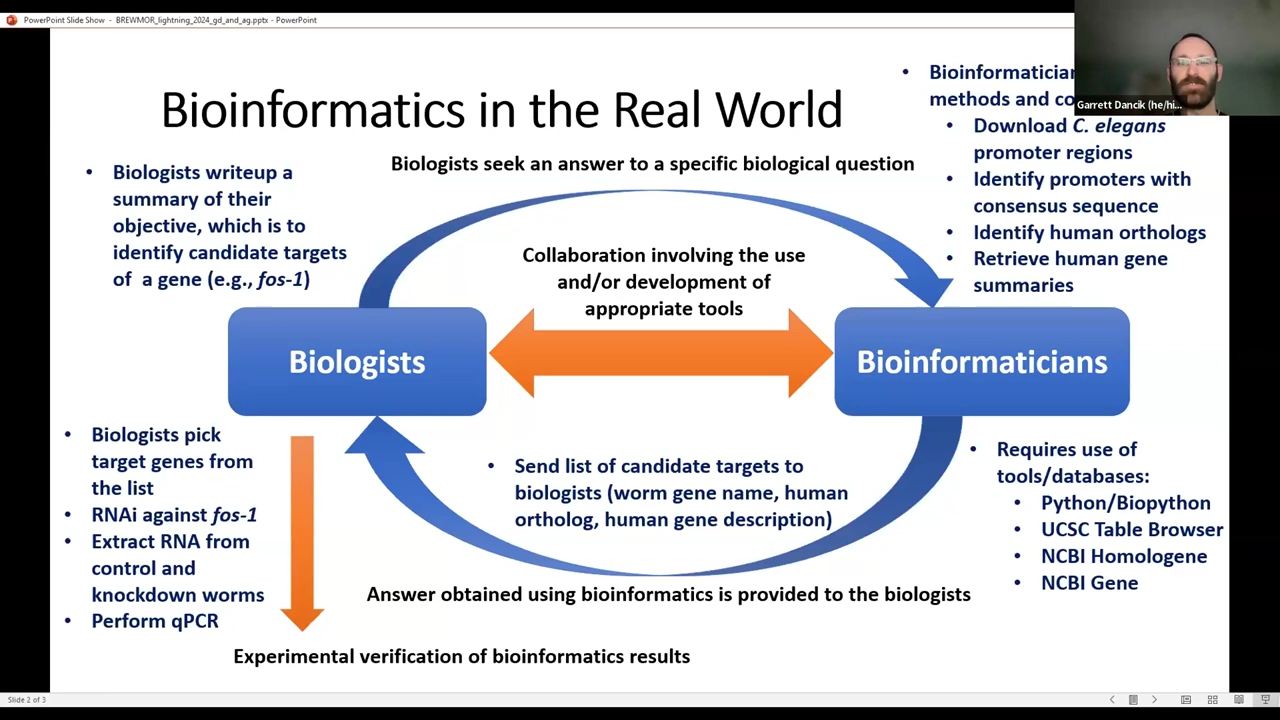 PowerPoint Slide Show - BREWMOR_lightning_2024_gd_and_ag.pptx - PowerPoint
Bioinformatics in the Real World
• Biologists writeup a
summary of their
objective, which is to
identify candidate targets
of a gene (e.g., fos-1)
Biologists seek an answer to a specific biological question
• 
methods and
• Download C. elegans
promoter regions
• Identify promoters with
consensus sequence
• Identify human orthologs
• Retrieve human gene
summaries
Garrett Dancik (he/hi...
Collaboration involving the use
and/or development of
appropriate tools
Biologists
Bioinformaticians
• Biologists pick
target genes from
the list
• RNAi against fos-1
• Extract RNA from
control and
knockdown worms
• Perform qPCR
• Send list of candidate targets to
biologists (worm gene name, human
ortholog, human gene description)
• Requires use of
tools/databases:
• Python/Biopython
• UCSC Table Browser
• NCBI Homologene
• NCBI Gene
Answer obtained using bioinformatics is provided to the biologists
Experimental verification of bioinformatics results
Slide 2 of 3